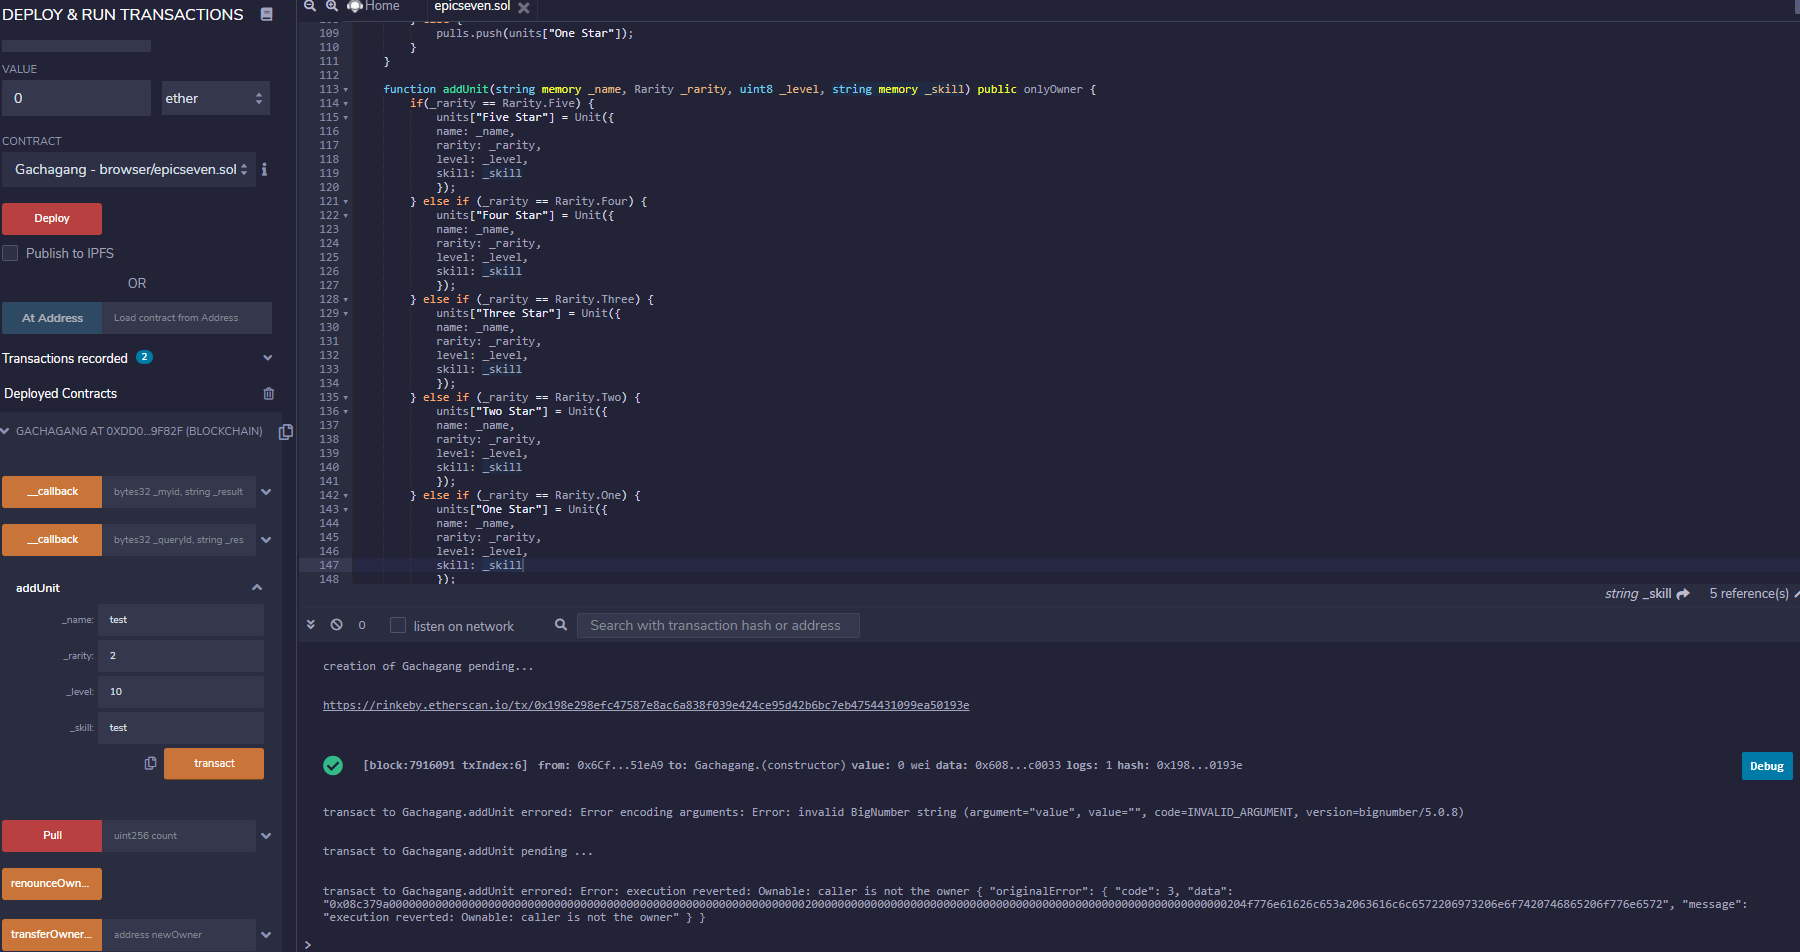 DEPLOY & RUN TRANSACTIONS
VALUE
0
ether
CONTRACT
Gachagang - browser/epicseven.sol
Deploy
Publish to IPFS
OR
At Address
Load contract from Address
Transactions recorded 2
Deployed Contracts
GACHAGANG AT 0XDD0...9F82F (BLOCKCHAIN)
__callback
bytes32 _myid, string _result
__callback
bytes32 _queryId, string _res
addUnit
_name: test
_rarity: 2
_level: 10
_skill: test
transact
Pull
uint256 count
renounceOwn...
transferOwner...
address newOwner
Home
epicseven.sol
109 pulls.push(units["One Star"]);
110 }
111 }
112
113 function addUnit(string memory _name, Rarity _rarity, uint8 _level, string memory _skill) public onlyOwner {
114 if(_rarity == Rarity.Five) {
115 units["Five Star"] = Unit({
116 name: _name,
117 rarity: _rarity,
118 level: _level,
119 skill: _skill
120 });
121 } else if (_rarity == Rarity.Four) {
122 units["Four Star"] = Unit({
123 name: _name,
124 rarity: _rarity,
125 level: _level,
126 skill: _skill
127 });
128 } else if (_rarity == Rarity.Three) {
129 units["Three Star"] = Unit({
130 name: _name,
131 rarity: _rarity,
132 level: _level,
133 skill: _skill
134 });
135 } else if (_rarity == Rarity.Two) {
136 units["Two Star"] = Unit({
137 name: _name,
138 rarity: _rarity,
139 level: _level,
140 skill: _skill
141 });
142 } else if (_rarity == Rarity.One) {
143 units["One Star"] = Unit({
144 name: _name,
145 rarity: _rarity,
146 level: _level,
147 skill: _skill
148 });
string _skill 5 reference(s)
0
listen on network
Search with transaction hash or address
creation of Gachagang pending...
https://rinkeby.etherscan.io/tx/0x198e298efc47587e8ac6a838f039e424ce95d42b6bc7eb4754431099ea50193e
[block:7916091 txIndex:6] from: 0x6Cf...51eA9 to: Gachagang.(constructor) value: 0 wei data: 0x608...c0033 logs: 1 hash: 0x198...0193e
Debug
transact to Gachagang.addUnit errored: Error encoding arguments: Error: invalid BigNumber string (argument="value", value="", code=INVALID_ARGUMENT, version=bignumber/5.0.8)
transact to Gachagang.addUnit pending ...
transact to Gachagang.addUnit errored: Error: execution reverted: Ownable: caller is not the owner { "originalError": { "code": 3, "data":
"execution reverted: Ownable: caller is not the owner" } }
>